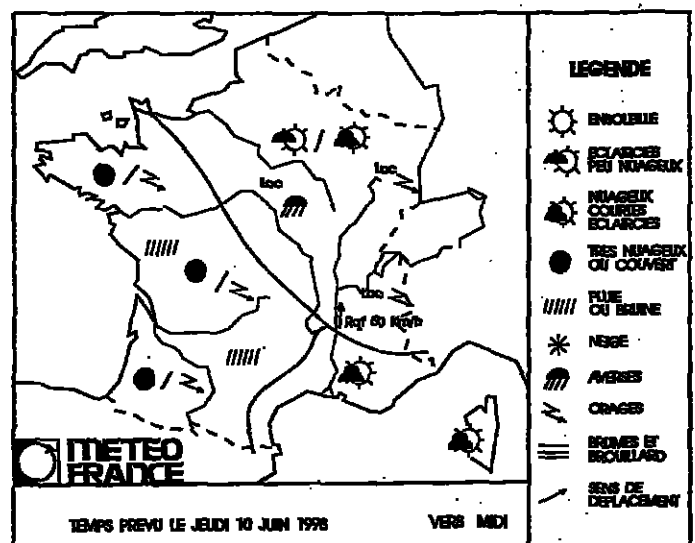 LEGENDE
ENSOLEILLE
ECLAIRCIES
PEU NUAGEUX
NUAGEUX
COURTES
ECLAIRCIES
TRES NUAGEUX
OU COUVERT
PLUIE
OU BRUINE
NEIGE
AVERSES
ORAGES
BRUMES ET
BROUILLARD
SENS DE
DEPLACEMENT
Loc
Loc
Loc
Raf 60 Km/h
METEO
FRANCE
TEMPS PREVU LE JEUDI 10 JUIN 1998 VERS MIDI